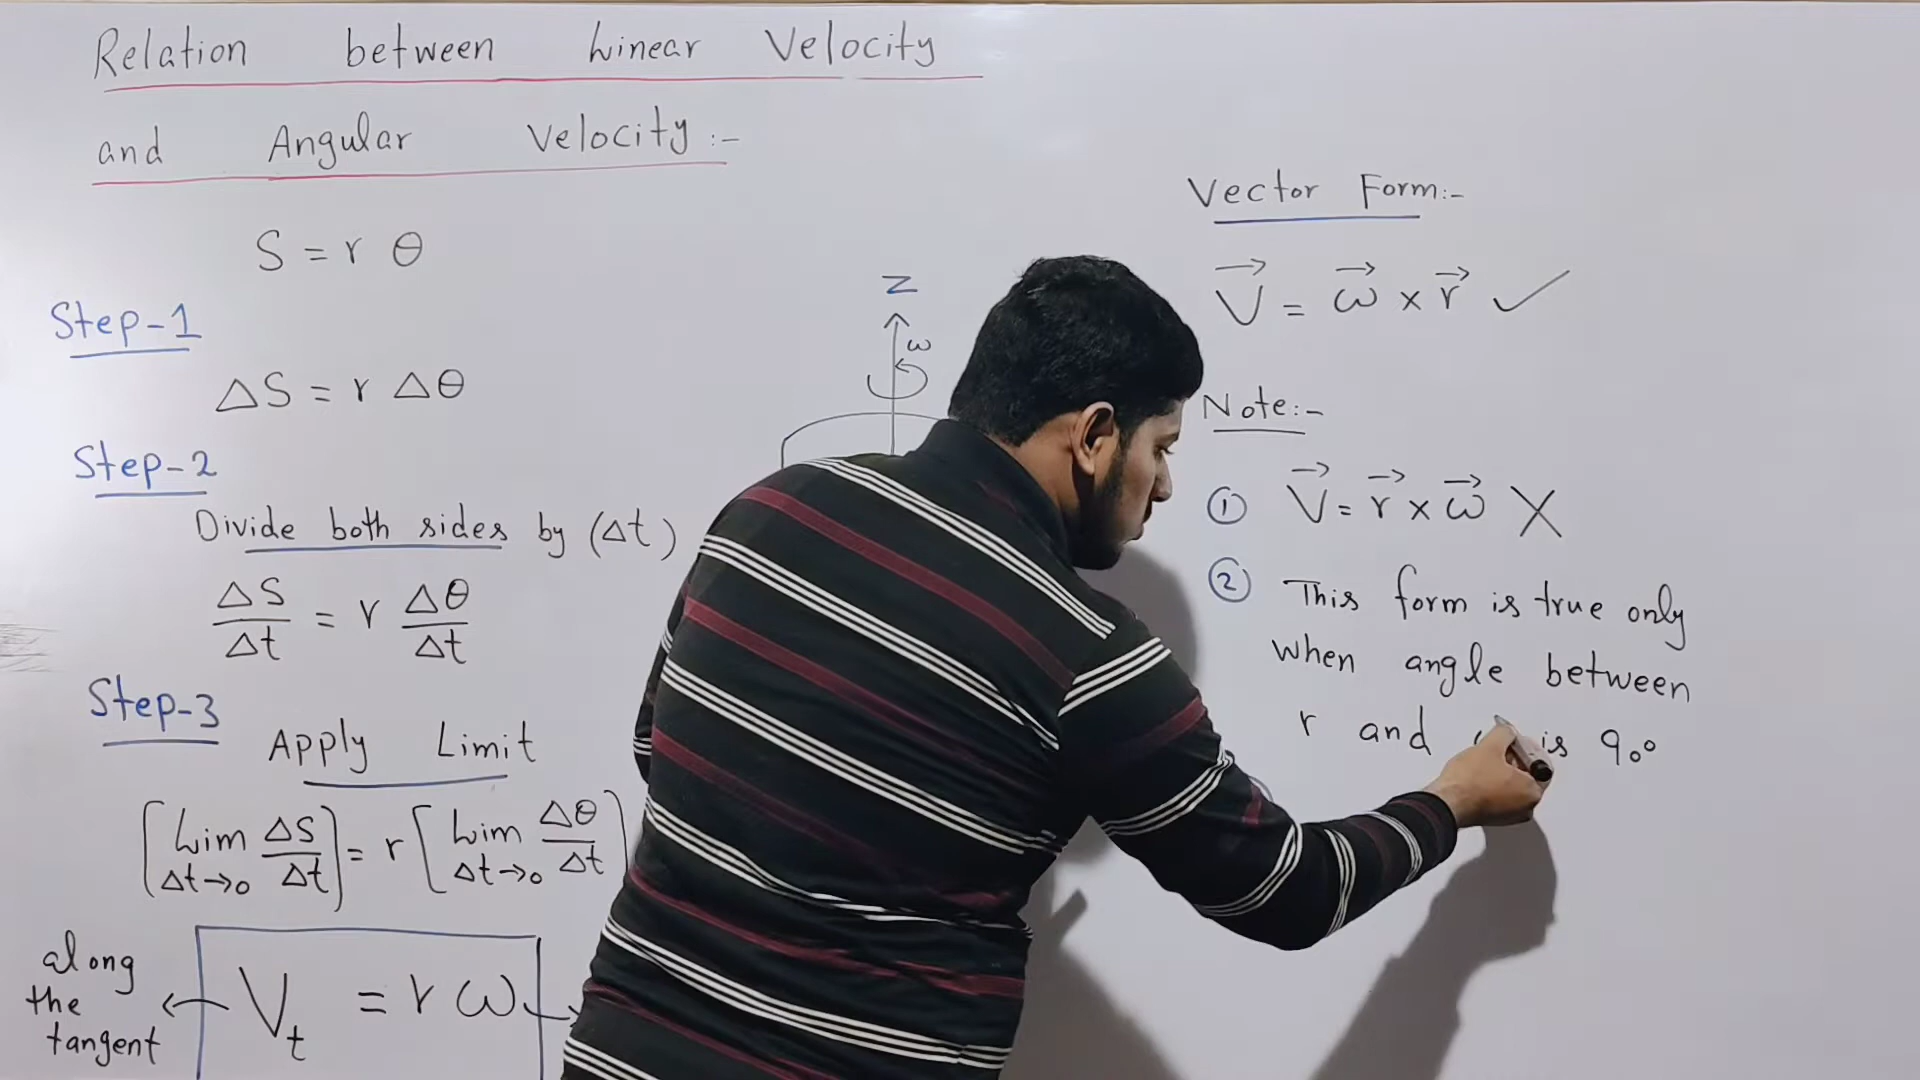 Relation between Linear Velocity
and Angular Velocity:-
S = r θ
Step-1
ΔS = r Δθ
Step-2
Divide both sides by (Δt)
ΔS/Δt = r Δθ/Δt
Step-3
Apply Limit
[Lim Δt→0 ΔS/Δt] = r [Lim Δt→0 Δθ/Δt]
along
the
tangent
← Vt = r ω
Z
ω
Vector Form:-
V⃗ = ω⃗ × r⃗ ✓
Note:-
① V⃗ = r⃗ × ω⃗ X
② This form is true only
when angle between
r and is 90°